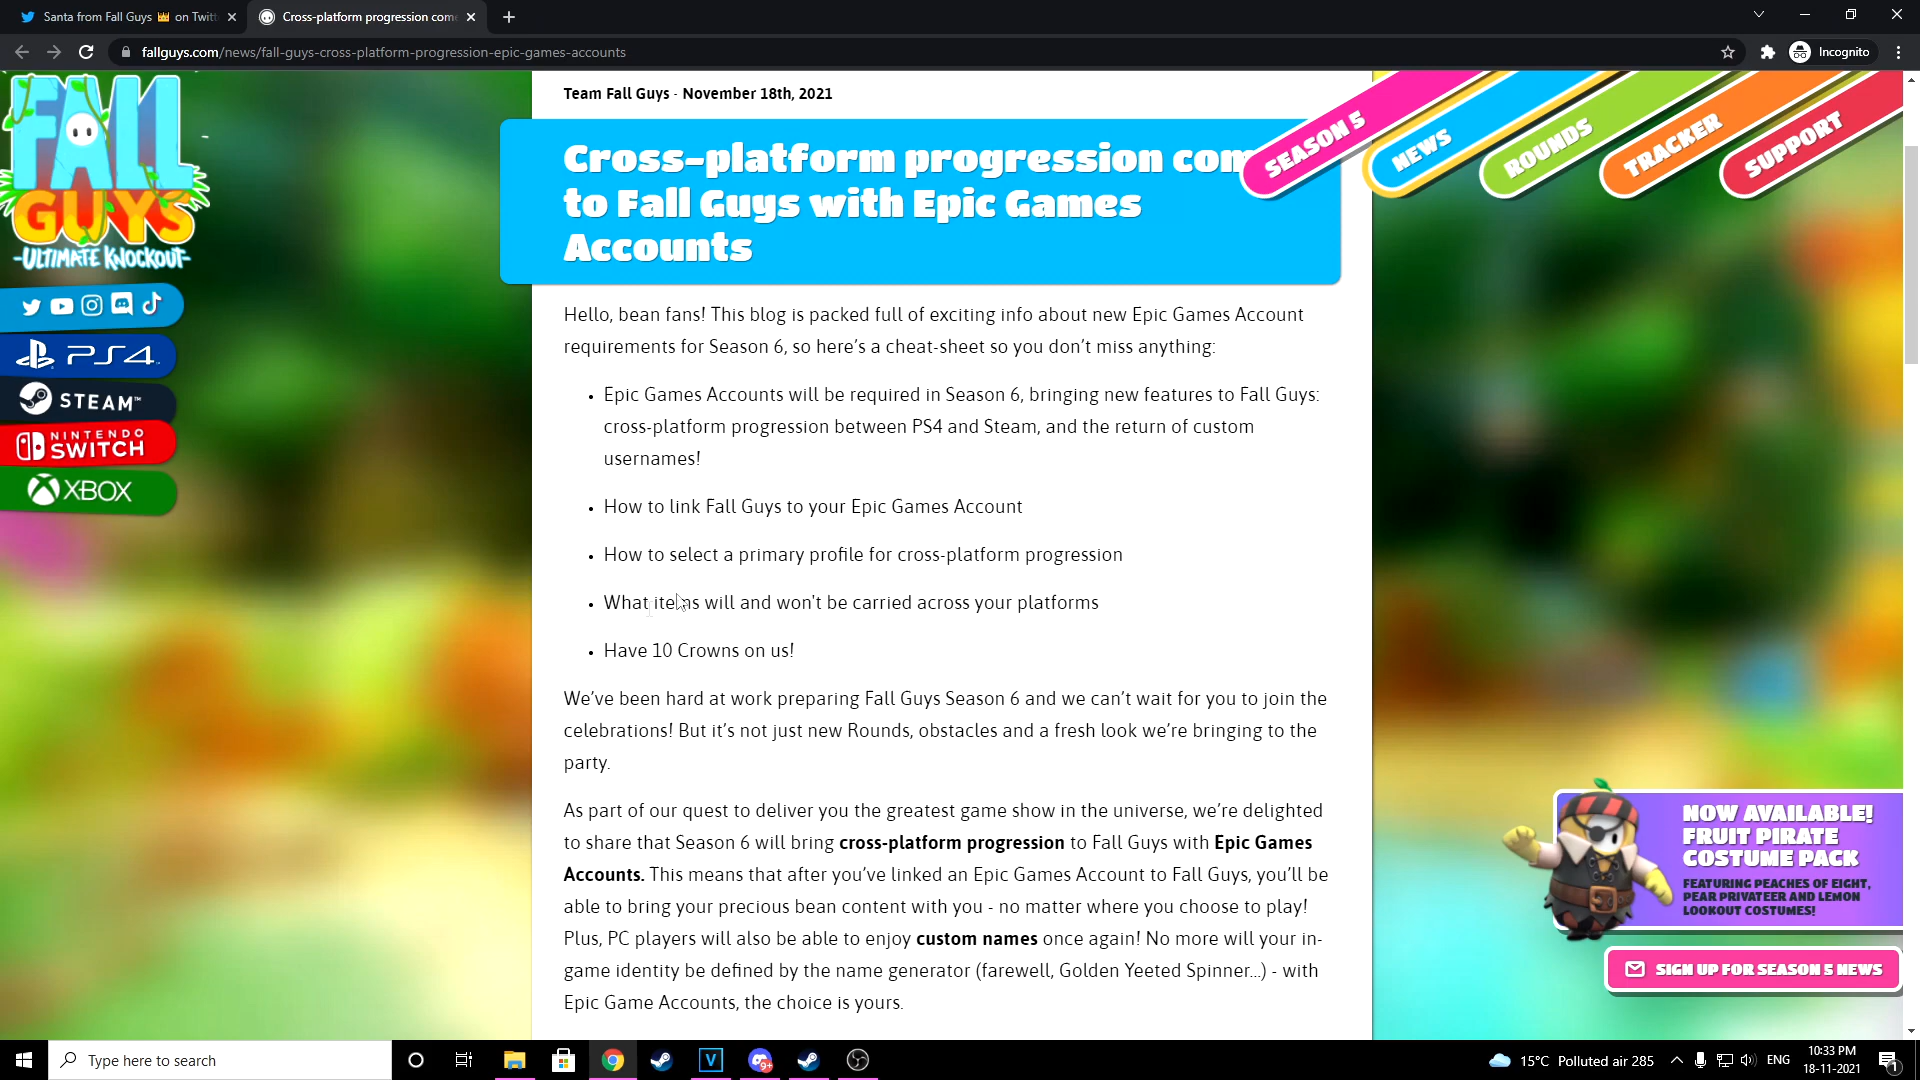 Santa from Fall Guys 👑 on Twitt
Cross-platform progression come
fallguys.com/news/fall-guys-cross-platform-progression-epic-games-accounts
Incognito
FALL
GUYS
-ULTIMATE KNOCKOUT-
PS4
STEAM™
NINTENDO
SWITCH
XBOX
SEASON 5
NEWS
ROUNDS
TRACKER
SUPPORT
Team Fall Guys - November 18th, 2021
Cross-platform progression com
to Fall Guys with Epic Games
Accounts
Hello, bean fans! This blog is packed full of exciting info about new Epic Games Account
requirements for Season 6, so here’s a cheat-sheet so you don’t miss anything:
• Epic Games Accounts will be required in Season 6, bringing new features to Fall Guys:
cross-platform progression between PS4 and Steam, and the return of custom
usernames!
• How to link Fall Guys to your Epic Games Account
• How to select a primary profile for cross-platform progression
• What items will and won't be carried across your platforms
• Have 10 Crowns on us!
We’ve been hard at work preparing Fall Guys Season 6 and we can’t wait for you to join the
celebrations! But it’s not just new Rounds, obstacles and a fresh look we’re bringing to the
party.
As part of our quest to deliver you the greatest game show in the universe, we’re delighted
to share that Season 6 will bring cross-platform progression to Fall Guys with Epic Games
Accounts. This means that after you’ve linked an Epic Games Account to Fall Guys, you’ll be
able to bring your precious bean content with you - no matter where you choose to play!
Plus, PC players will also be able to enjoy custom names once again! No more will your in-
game identity be defined by the name generator (farewell, Golden Yeeted Spinner...) - with
Epic Game Accounts, the choice is yours.
NOW AVAILABLE!
FRUIT PIRATE
COSTUME PACK
FEATURING PEACHES OF EIGHT,
PEAR PRIVATEER AND LEMON
LOOKOUT COSTUMES!
SIGN UP FOR SEASON 5 NEWS
Type here to search
V
9+
15°C Polluted air 285
ENG
10:33 PM
18-11-2021
1